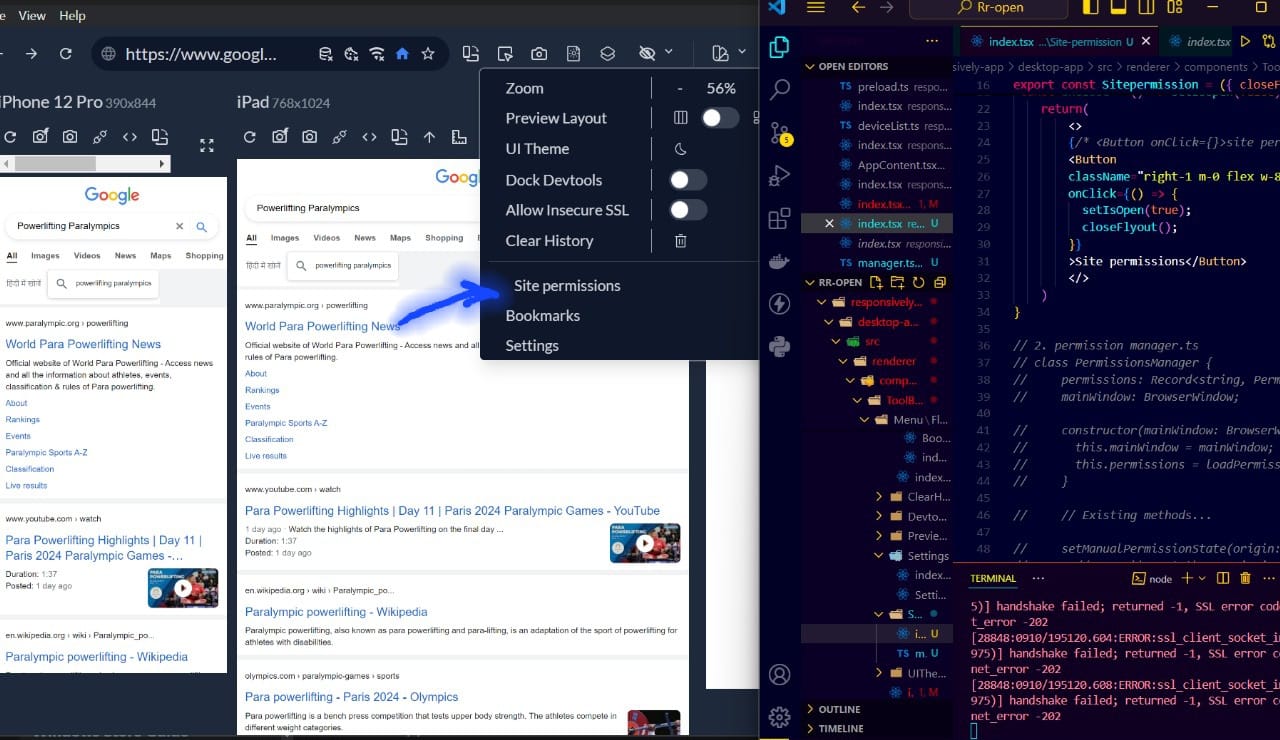 e View Help
https://www.googl...
iPhone 12 Pro 390x844
iPad 768x1024
Google
Powerlifting Paralympics
All Images Videos News Maps Shopping
हिंदी में खोजें powerlifting paralympics
www.paralympic.org › powerlifting
World Para Powerlifting News
Official website of World Para Powerlifting - Access news
and all the information about athletes, events,
classification & rules of Para powerlifting.
About
Rankings
Events
Paralympic Sports A-Z
Classification
Live results
www.youtube.com › watch
Para Powerlifting Highlights | Day 11 |
Paris 2024 Paralympic Games -...
Duration: 1:37
Posted: 1 day ago
en.wikipedia.org › wiki › Paralympic_po...
Paralympic powerlifting - Wikipedia
Googl
Powerlifting Paralympics
All Images Videos News Maps Shopping
हिंदी में खोजें powerlifting paralympics
www.paralympic.org › powerlifting
World Para Powerlifting News
Official website of World Para Powerlifting - Access news and all
rules of Para powerlifting.
About
Rankings
Events
Paralympic Sports A-Z
Classification
Live results
www.youtube.com › watch
Para Powerlifting Highlights | Day 11 | Paris 2024 Paralympic Games - YouTube
1 day ago · Watch the highlights of Para Powerlifting on the final day ...
Duration: 1:37
Posted: 1 day ago
en.wikipedia.org › wiki › Paralympic_po...
Paralympic powerlifting - Wikipedia
Paralympic powerlifting, also known as para powerlifting and para-lifting, is an adaptation of the sport of powerlifting for
athletes with disabilities.
olympics.com › paralympic-games › sports
Para powerlifting - Paris 2024 - Olympics
Para powerlifting is a bench press competition that tests upper body strength. The athletes compete in
different weight categories.
Zoom - 56%
Preview Layout
UI Theme
Dock Devtools
Allow Insecure SSL
Clear History
Site permissions
Bookmarks
Settings
Rr-open
index.tsx ...\Site-permission U index.tsx
sively-app > desktop-app > src > renderer > components > Too
OPEN EDITORS
TS preload.ts respo...
index.tsx respons...
TS deviceList.ts resp...
index.tsx respons...
AppContent.tsx...
index.tsx respons...
index.tsx... 1, M
index.tsx re... U
index.tsx responsi...
TS manager.ts... U
RR-OPEN
responsively...
desktop-a...
src
renderer
comp...
ToolB...
Menu \ Fl...
Boo...
ind...
index...
ClearH...
Devto...
Previe...
Settings
index...
Setti...
S...
i... U
TS m. U
UIThe...
i, 1, M
OUTLINE
TIMELINE
5
16 export const Sitepermission = ({ closeF
22 return(
23 <>
24 {/* <Button onClick={}>site per
25 <Button
26 className="right-1 m-0 flex w-8
27 onClick={() => {
28 setIsOpen(true);
29 closeFlyout();
30 }}
31 >Site permissions</Button>
32 </>
33 )
34 }
35
36 // 2. permission manager.ts
37 // class PermissionsManager {
38 // permissions: Record<string, Perm
39 // mainWindow: BrowserWindow;
40
41 // constructor(mainWindow: BrowserW
42 // this.mainWindow = mainWindow;
43 // this.permissions = loadPermiss
44 // }
45
46 // // Existing methods...
47
48 // setManualPermissionState(origin:
TERMINAL ... node
5)] handshake failed; returned -1, SSL error code
t_error -202
[28848:0910/195120.604:ERROR:ssl_client_socket_im
975)] handshake failed; returned -1, SSL error co
net_error -202
[28848:0910/195120.608:ERROR:ssl_client_socket_im
975)] handshake failed; returned -1, SSL error co
net_error -202